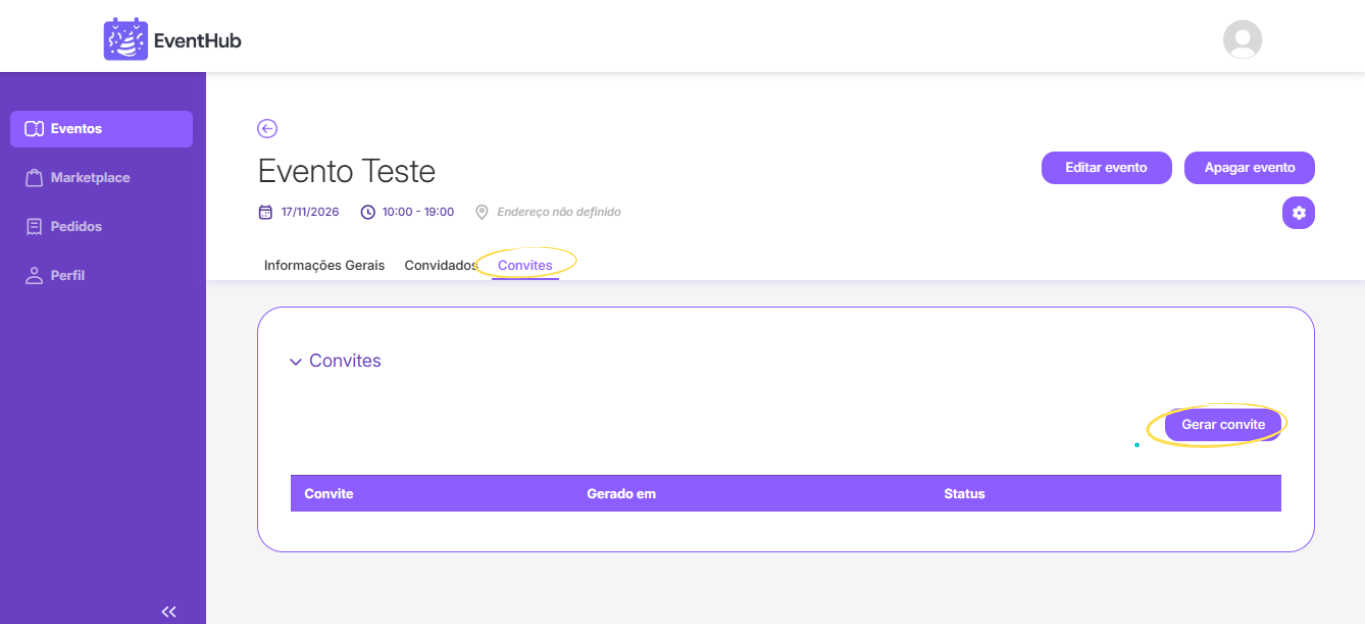 EventHub
Eventos
Marketplace
Pedidos
Perfil
Evento Teste
Editar evento
Apagar evento
17/11/2026
10:00 - 19:00
Endereço não definido
Informações Gerais
Convidados
Convites
Convites
Gerar convite
Convite
Gerado em
Status